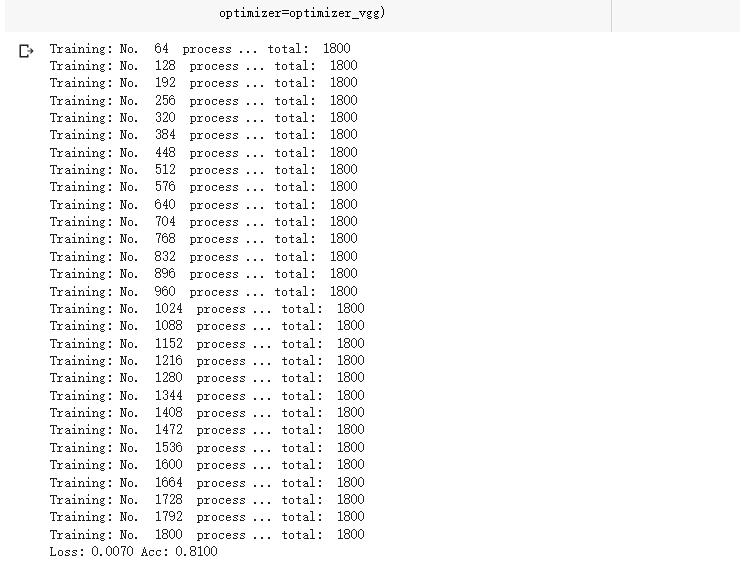 optimizer=optimizer_vgg)
Training: No. 64 process ... total: 1800
Training: No. 128 process ... total: 1800
Training: No. 192 process ... total: 1800
Training: No. 256 process ... total: 1800
Training: No. 320 process ... total: 1800
Training: No. 384 process ... total: 1800
Training: No. 448 process ... total: 1800
Training: No. 512 process ... total: 1800
Training: No. 576 process ... total: 1800
Training: No. 640 process ... total: 1800
Training: No. 704 process ... total: 1800
Training: No. 768 process ... total: 1800
Training: No. 832 process ... total: 1800
Training: No. 896 process ... total: 1800
Training: No. 960 process ... total: 1800
Training: No. 1024 process ... total: 1800
Training: No. 1088 process ... total: 1800
Training: No. 1152 process ... total: 1800
Training: No. 1216 process ... total: 1800
Training: No. 1280 process ... total: 1800
Training: No. 1344 process ... total: 1800
Training: No. 1408 process ... total: 1800
Training: No. 1472 process ... total: 1800
Training: No. 1536 process ... total: 1800
Training: No. 1600 process ... total: 1800
Training: No. 1664 process ... total: 1800
Training: No. 1728 process ... total: 1800
Training: No. 1792 process ... total: 1800
Training: No. 1800 process ... total: 1800
Loss: 0.0070 Acc: 0.8100